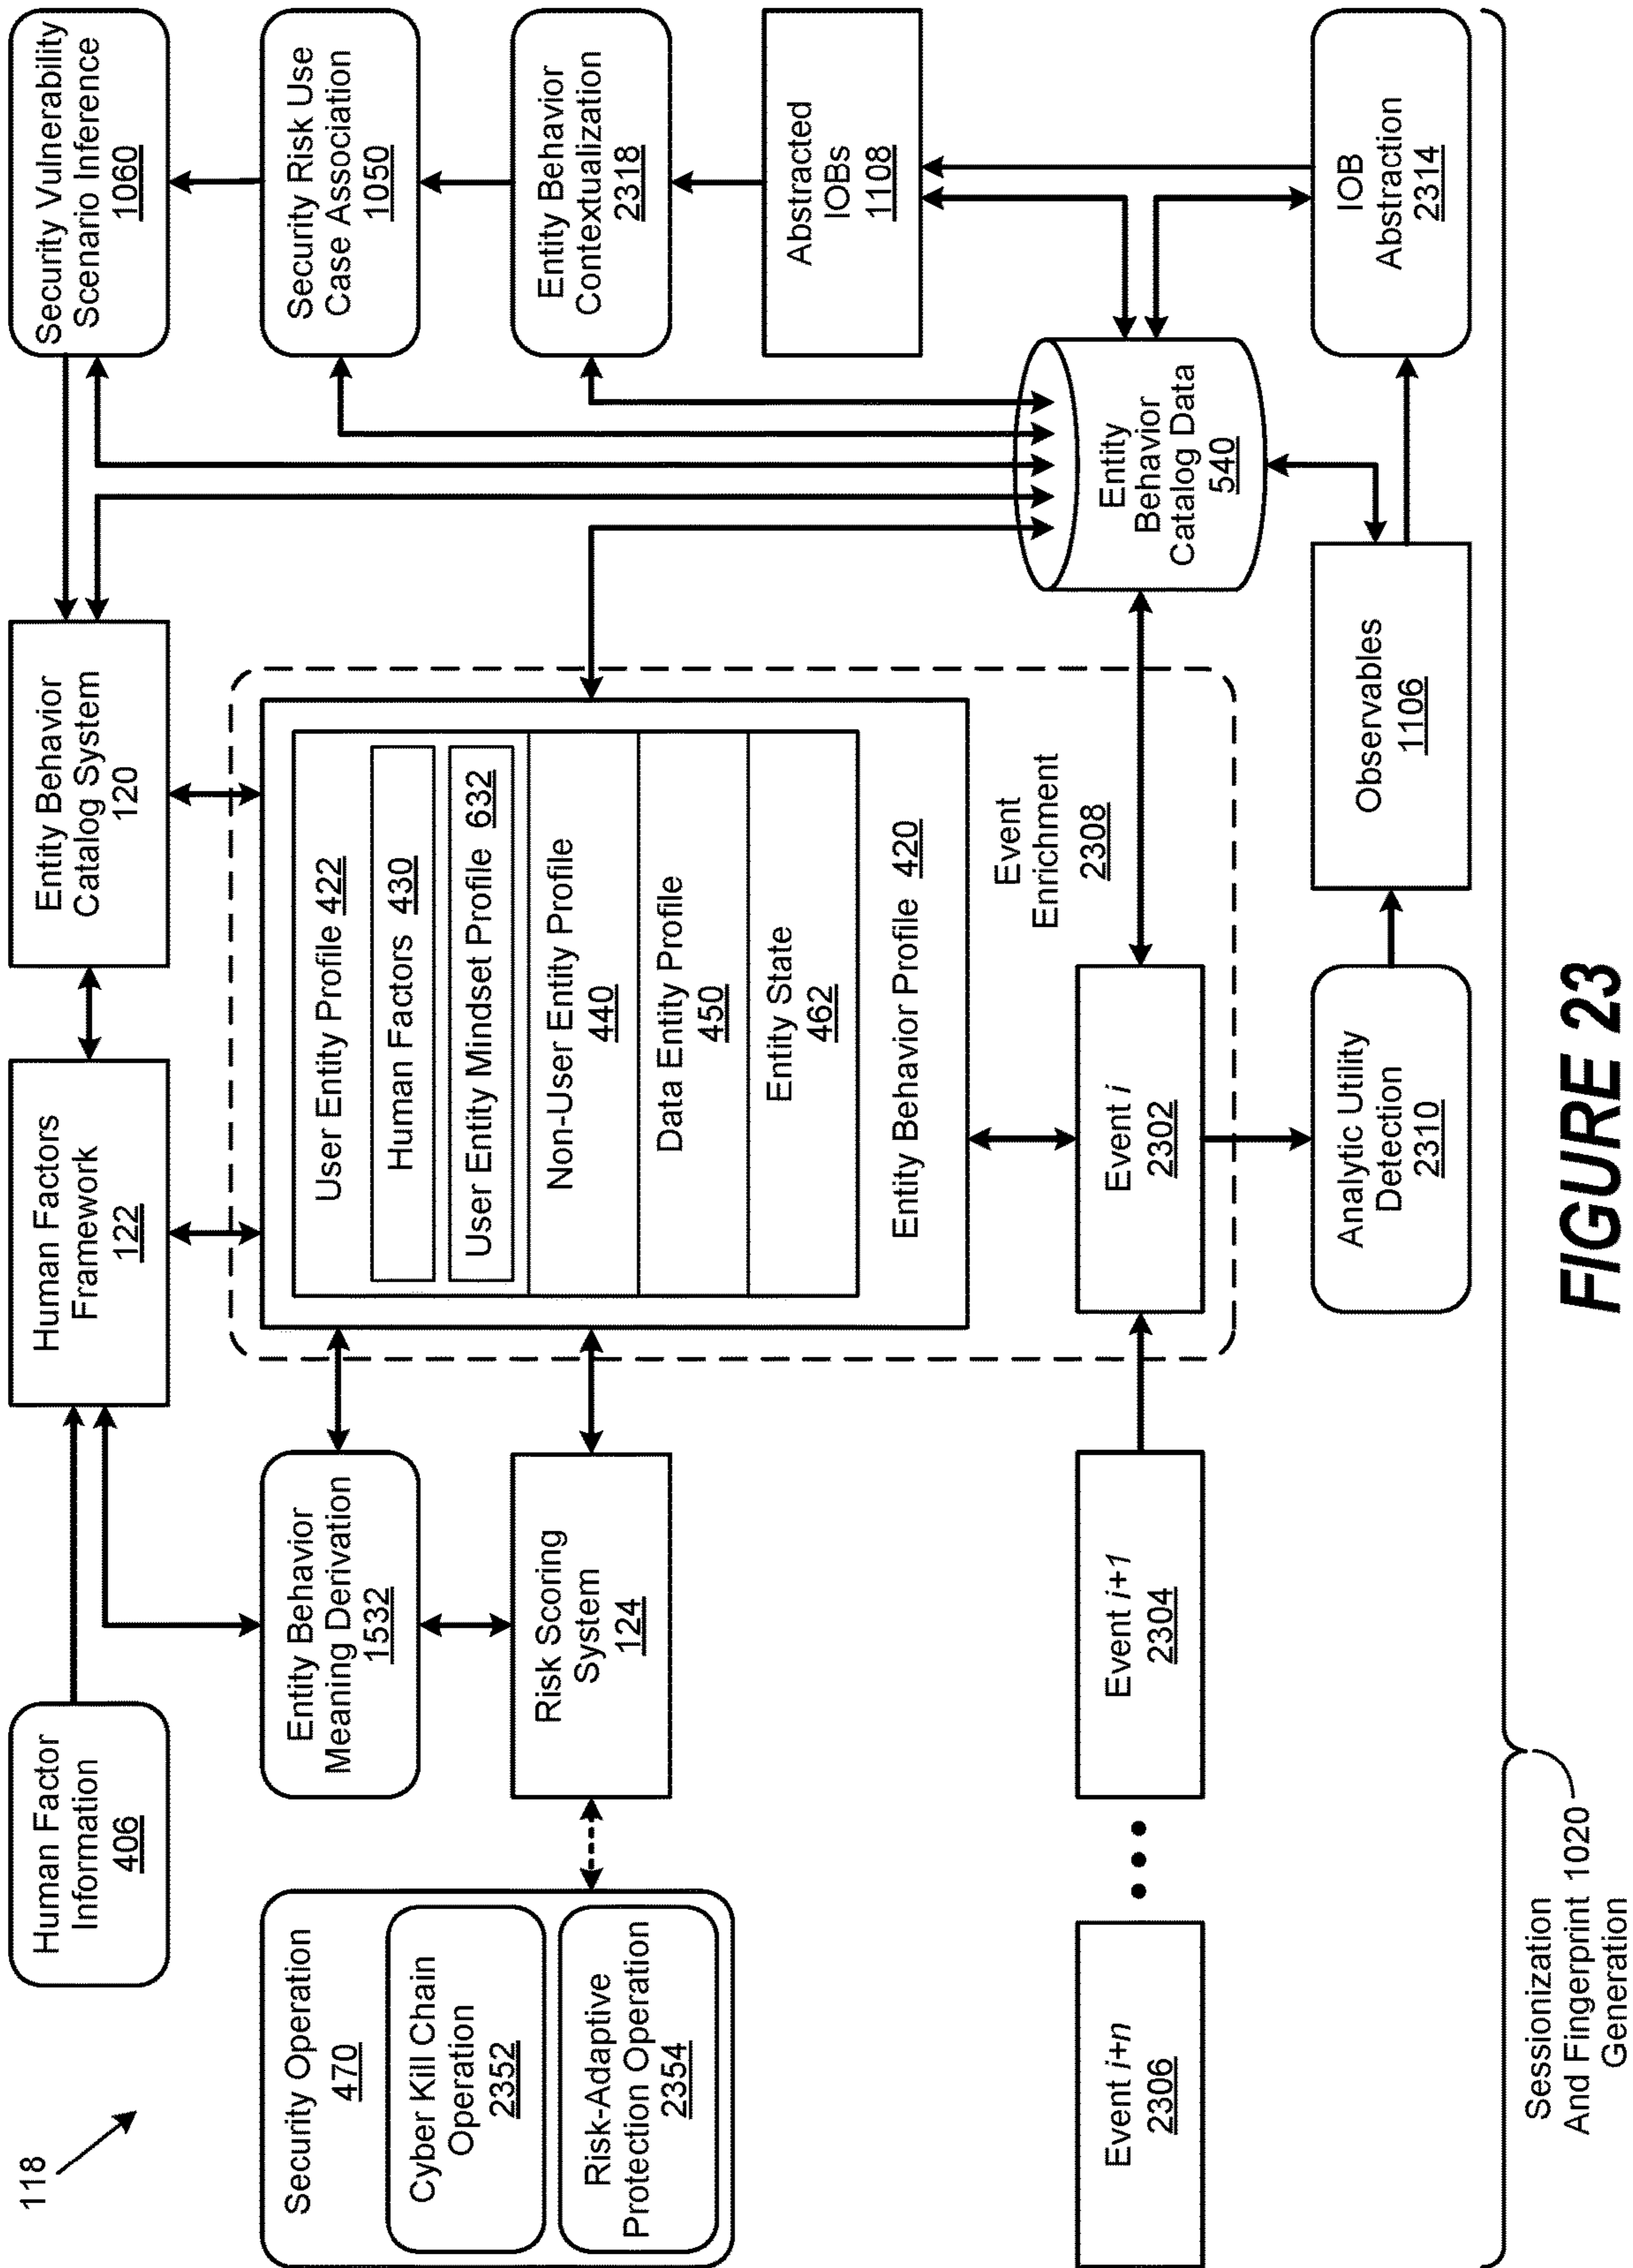 118
Human Factor
Information
406
Human Factors
Framework
122
Entity Behavior
Catalog System
120
Security Vulnerability
Scenario Inference
1060
Security Operation
470
Cyber Kill Chain
Operation
2352
Risk-Adaptive
Protection Operation
2354
Entity Behavior
Meaning Derivation
1532
Risk Scoring
System
124
User Entity Profile 422
Human Factors 430
User Entity Mindset Profile 632
Non-User Entity Profile
440
Data Entity Profile
450
Entity State
462
Entity Behavior Profile 420
Security Risk Use
Case Association
1050
Entity Behavior
Contextualization
2318
Abstracted
IOBs
1108
Event
Enrichment
2308
Entity
Behavior
Catalog Data
540
Event i+n
2306
Event i+1
2304
Event i
2302
Analytic Utility
Detection
2310
Observables
1106
IOB
Abstraction
2314
Sessionization
And Fingerprint 1020
Generation
FIGURE 23